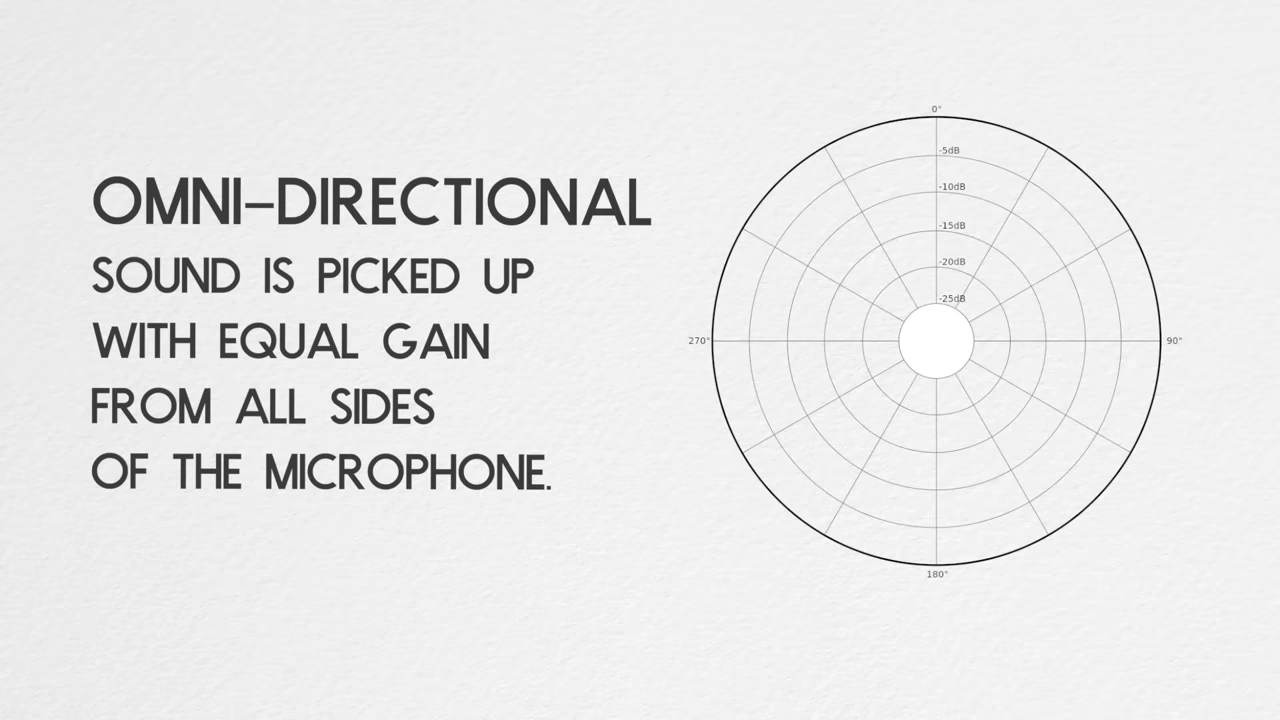 OMNI-DIRECTIONAL
SOUND IS PICKED UP
WITH EQUAL GAIN
FROM ALL SIDES
OF THE MICROPHONE.
0°
-5dB
-10dB
-15dB
-20dB
-25dB
270°
90°
180°